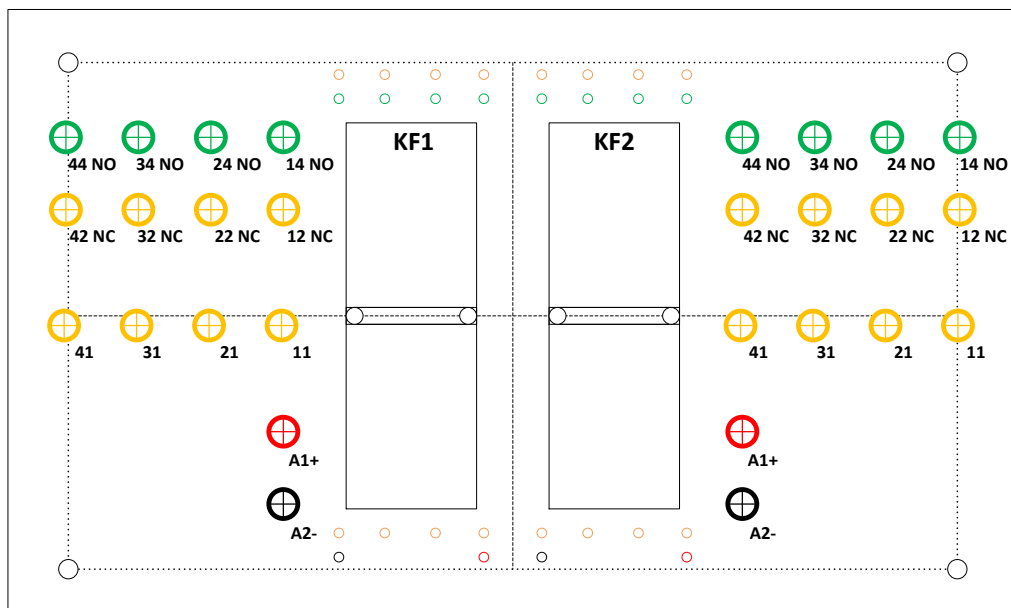 KF1 KF2
44 NO 34 NO 24 NO 14 NO 44 NO 34 NO 24 NO 14 NO
42 NC 32 NC 22 NC 12 NC 42 NC 32 NC 22 NC 12 NC
41 31 21 11 41 31 21 11
A1+ A1+
A2- A2-